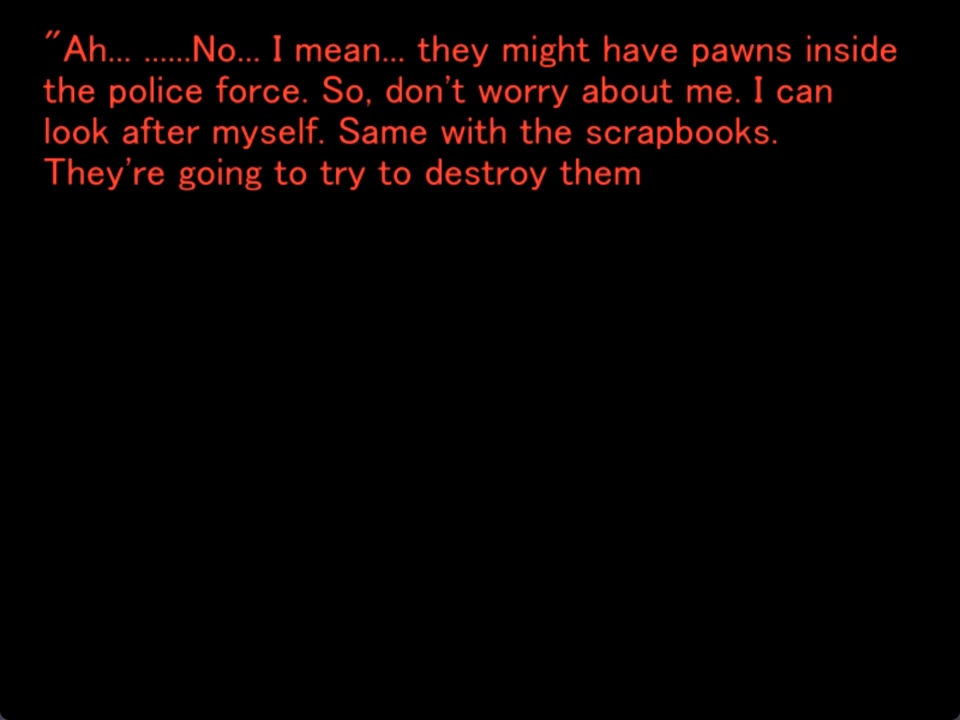 "Ah... ......No... I mean... they might have pawns inside
the police force. So, don't worry about me. I can
look after myself. Same with the scrapbooks.
They're going to try to destroy them